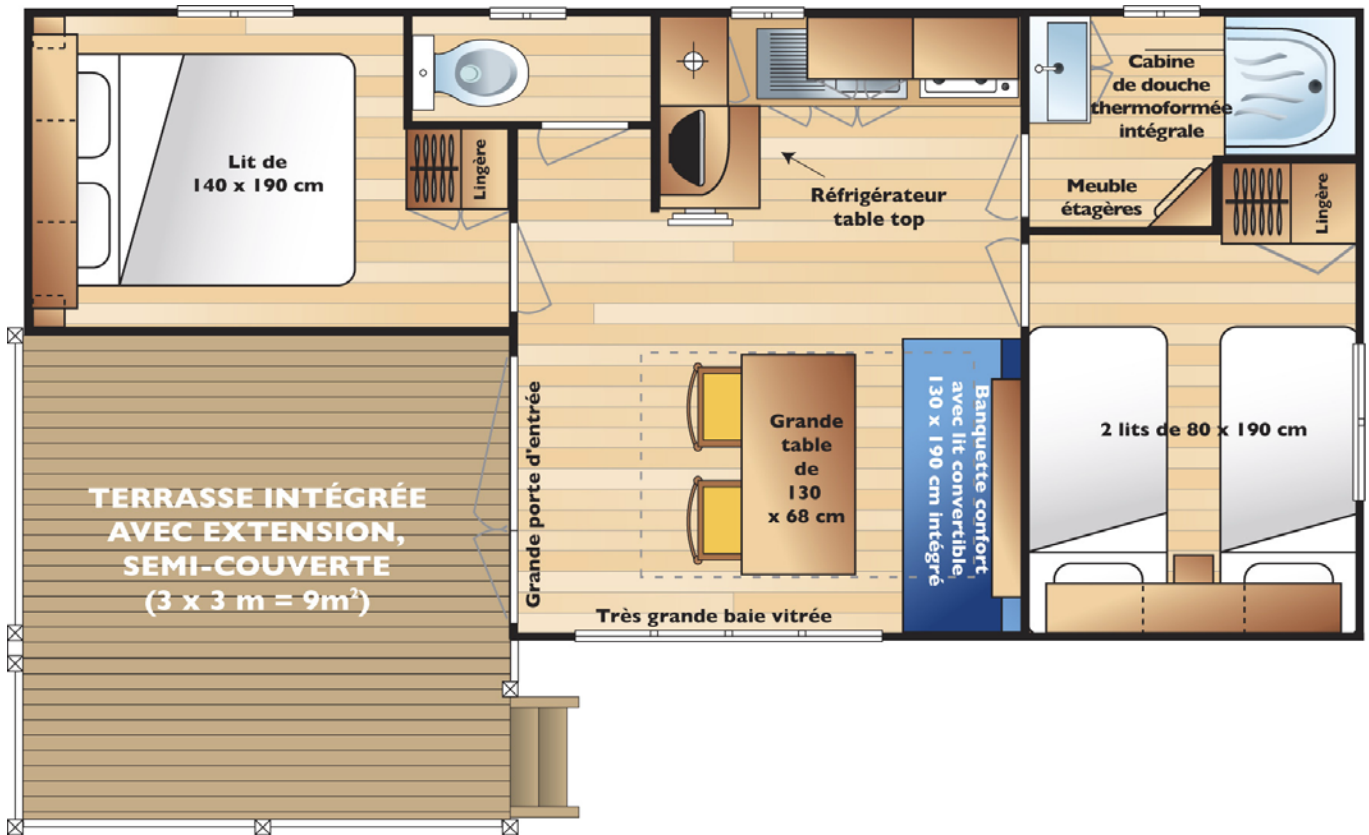 Lit de
140 x 190 cm
Lingère
Réfrigérateur
table top
Cabine
de douche
thermoformée
intégrale
Meuble
étagères
Lingère
TERRASSE INTÉGRÉE
AVEC EXTENSION,
SEMI-COUVERTE
(3 x 3 m = 9m²)
Grande porte d'entrée
Grande
table
de
130
x 68 cm
Banquette confort
avec lit convertible
130 x 190 cm intégré
2 lits de 80 x 190 cm
Très grande baie vitrée